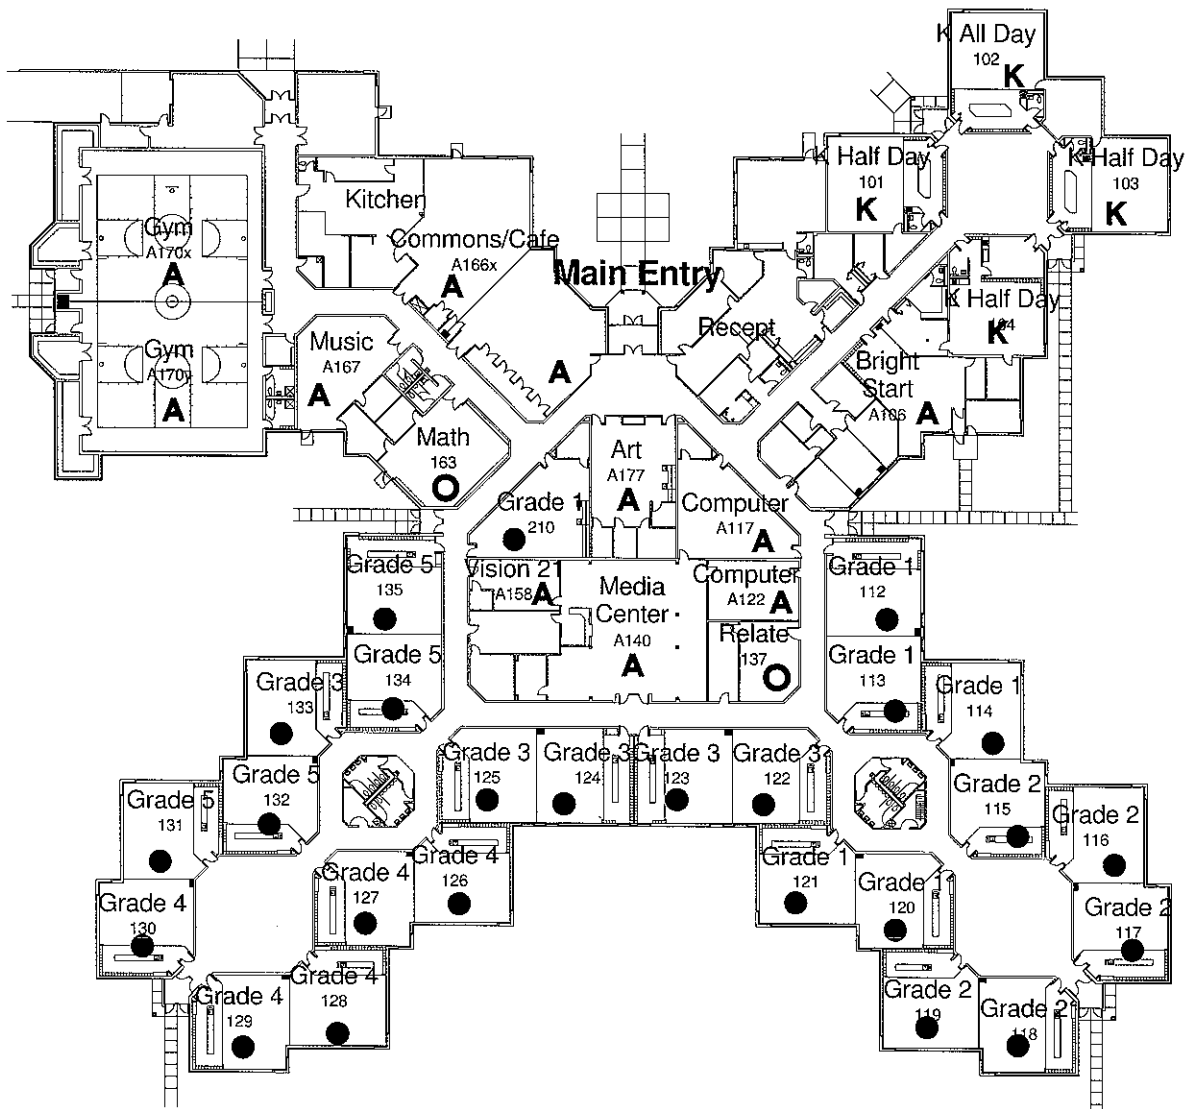 K All Day
102
K
K Half Day
101
K
K Half Day
103
K
Kitchen
Gym
A170x
A
Commons/Cafe
A166x
A
Main Entry
K Half Day
104
K
Recept
Music
A167
A
Gym
A170y
A
A
Bright
Start
A106
A
Math
163
O
Art
A177
A
Grade 1
210
Computer
A117
A
Vision 21
A158
A
Media
Center
A140
A
Computer
A122
A
Relate
137
O
Grade 5
135
Grade 1
112
Grade 5
134
Grade 1
113
Grade 3
133
Grade 1
114
Grade 5
132
Grade 3
125
Grade 3
124
Grade 3
123
Grade 3
122
Grade 2
115
Grade 5
131
Grade 2
116
Grade 4
127
Grade 4
126
Grade 1
121
Grade 1
120
Grade 4
130
Grade 2
117
Grade 4
129
Grade 4
128
Grade 2
119
Grade 2
118